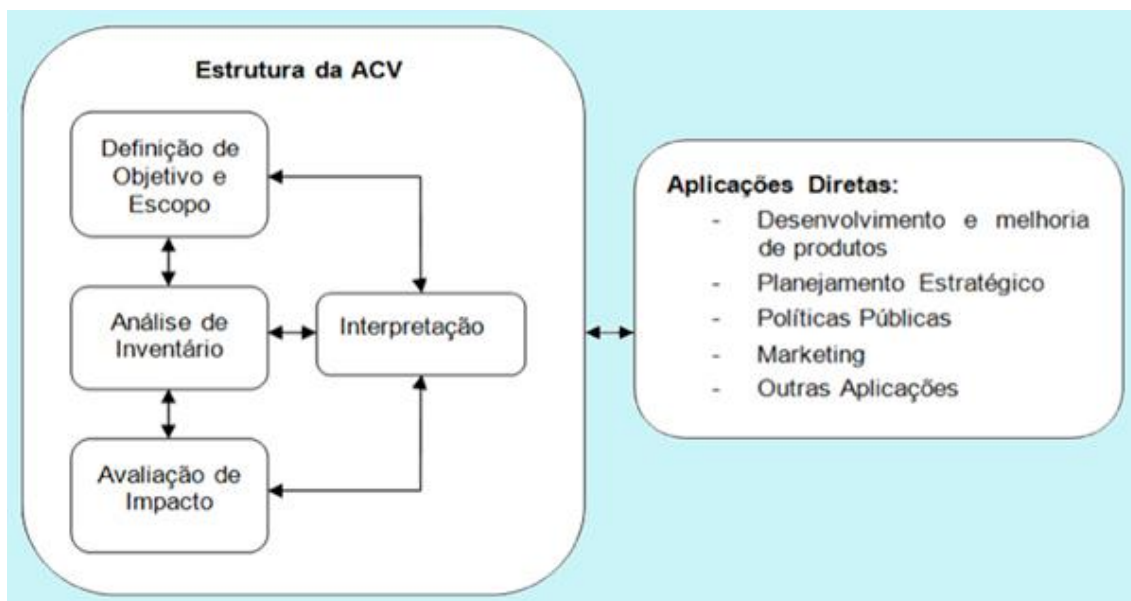 Estrutura da ACV
Definição de
Objetivo e
Escopo
Análise de
Inventário
Interpretação
Avaliação de
Impacto
Aplicações Diretas:
- Desenvolvimento e melhoria
de produtos
- Planejamento Estratégico
- Políticas Públicas
- Marketing
- Outras Aplicações